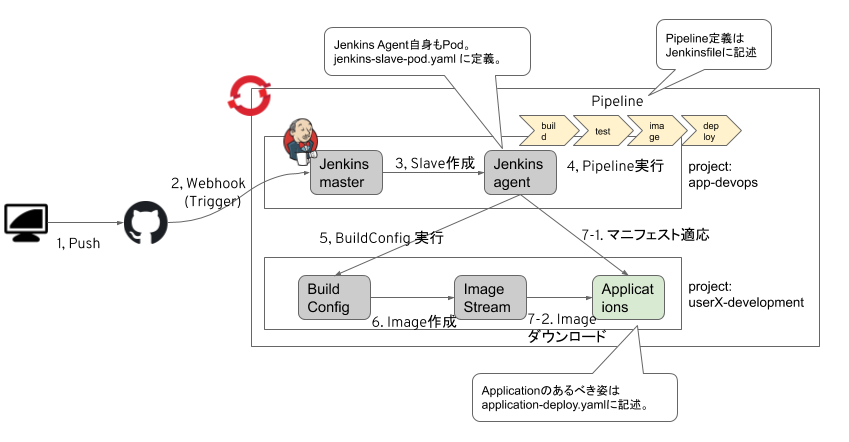 Jenkins Agent自身もPod。
jenkins-slave-pod.yaml に定義。
Pipeline定義は
Jenkinsfileに記述
Pipeline
buil
d
test
ima
ge
dep
loy
Jenkins
master
3, Slave作成
Jenkins
agent
4, Pipeline実行
project:
app-devops
2, Webhook
(Trigger)
1, Push
5, BuildConfig 実行
7-1. マニフェスト適応
Build
Config
Image
Stream
Applicat
ions
project:
userX-development
6. Image作成
7-2. Image
ダウンロード
Applicationのあるべき姿は
application-deploy.yamlに記述。